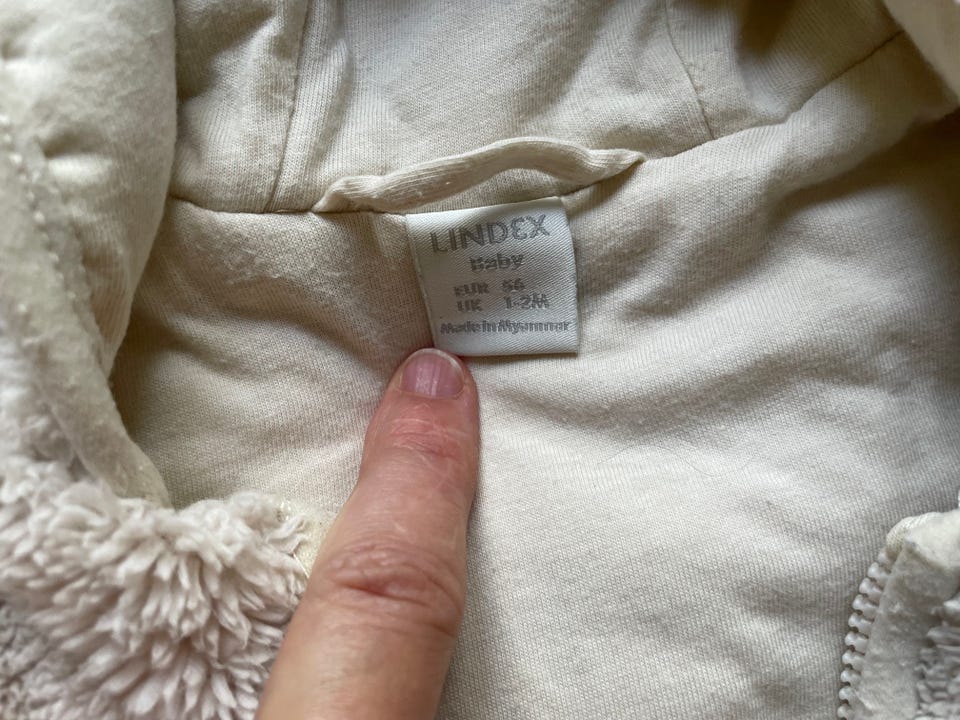 LINDEX
Baby
EUR 56
UK 1-2M
Made in Myanmar